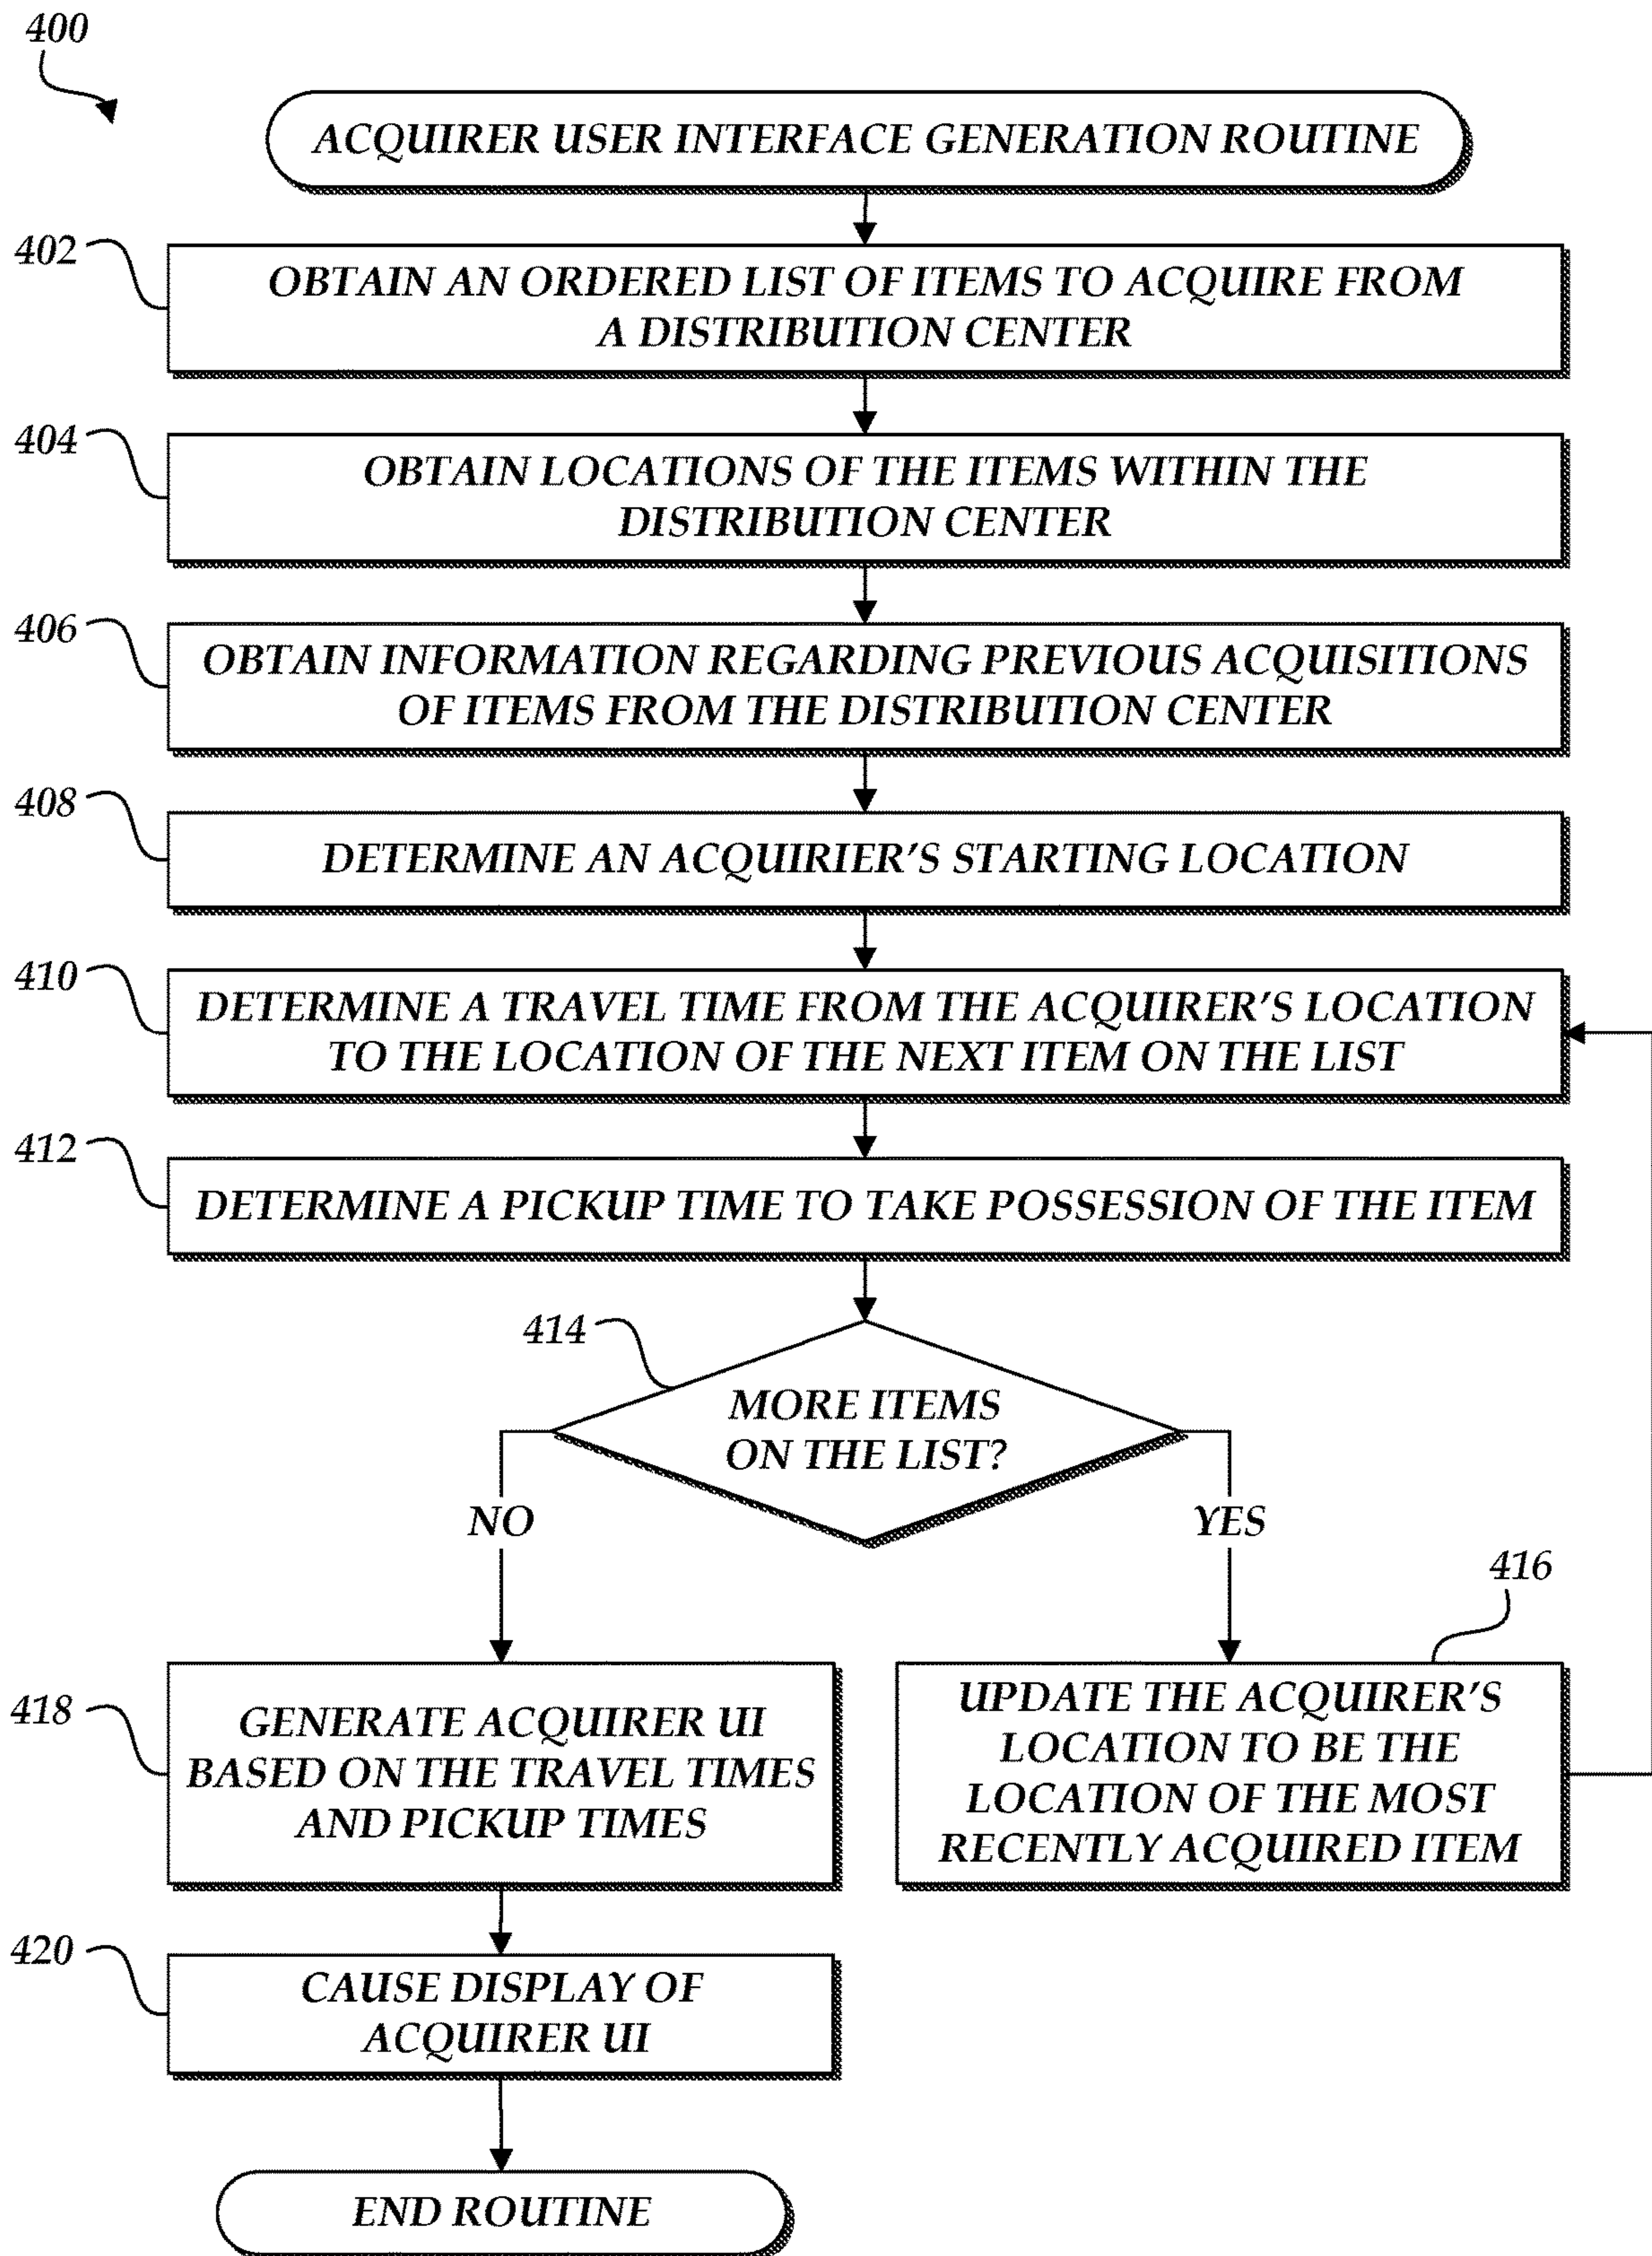 400
ACQUIRER USER INTERFACE GENERATION ROUTINE
402
OBTAIN AN ORDERED LIST OF ITEMS TO ACQUIRE FROM
A DISTRIBUTION CENTER
404
OBTAIN LOCATIONS OF THE ITEMS WITHIN THE
DISTRIBUTION CENTER
406
OBTAIN INFORMATION REGARDING PREVIOUS ACQUISITIONS
OF ITEMS FROM THE DISTRIBUTION CENTER
408
DETERMINE AN ACQUIRIER'S STARTING LOCATION
410
DETERMINE A TRAVEL TIME FROM THE ACQUIRER'S LOCATION
TO THE LOCATION OF THE NEXT ITEM ON THE LIST
412
DETERMINE A PICKUP TIME TO TAKE POSSESSION OF THE ITEM
414
MORE ITEMS
ON THE LIST?
NO
YES
416
UPDATE THE ACQUIRER'S
LOCATION TO BE THE
LOCATION OF THE MOST
RECENTLY ACQUIRED ITEM
418
GENERATE ACQUIRER UI
BASED ON THE TRAVEL TIMES
AND PICKUP TIMES
420
CAUSE DISPLAY OF
ACQUIRER UI
END ROUTINE